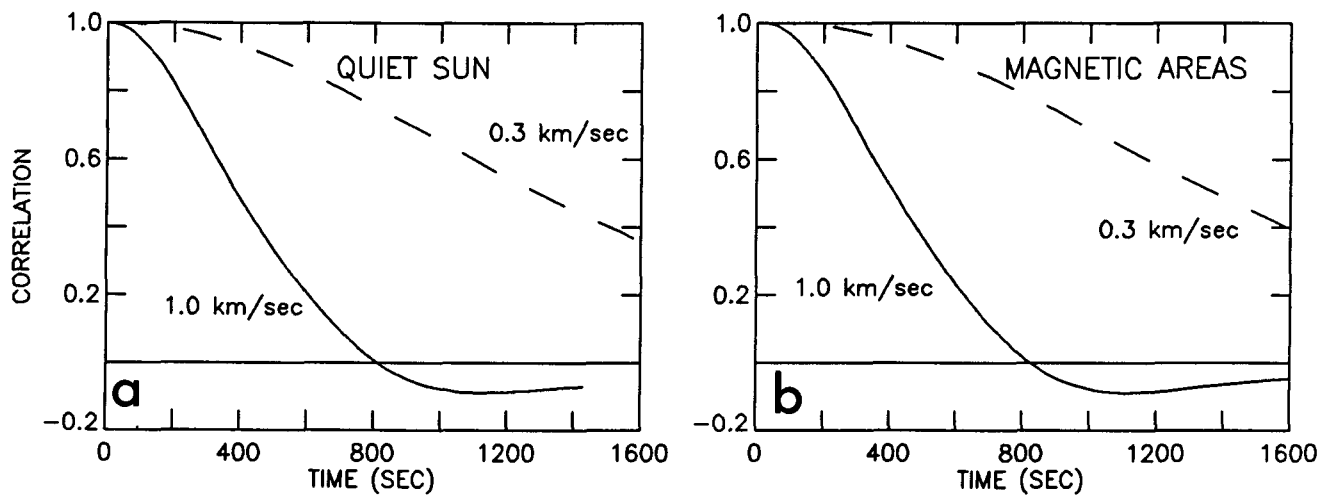 1.0
0.6
0.2
-0.2
CORRELATION
QUIET SUN
0.3 km/sec
1.0 km/sec
a
0 400 800 1200 1600
TIME (SEC)
1.0
0.6
0.2
-0.2
MAGNETIC AREAS
0.3 km/sec
1.0 km/sec
b
0 400 800 1200 1600
TIME (SEC)